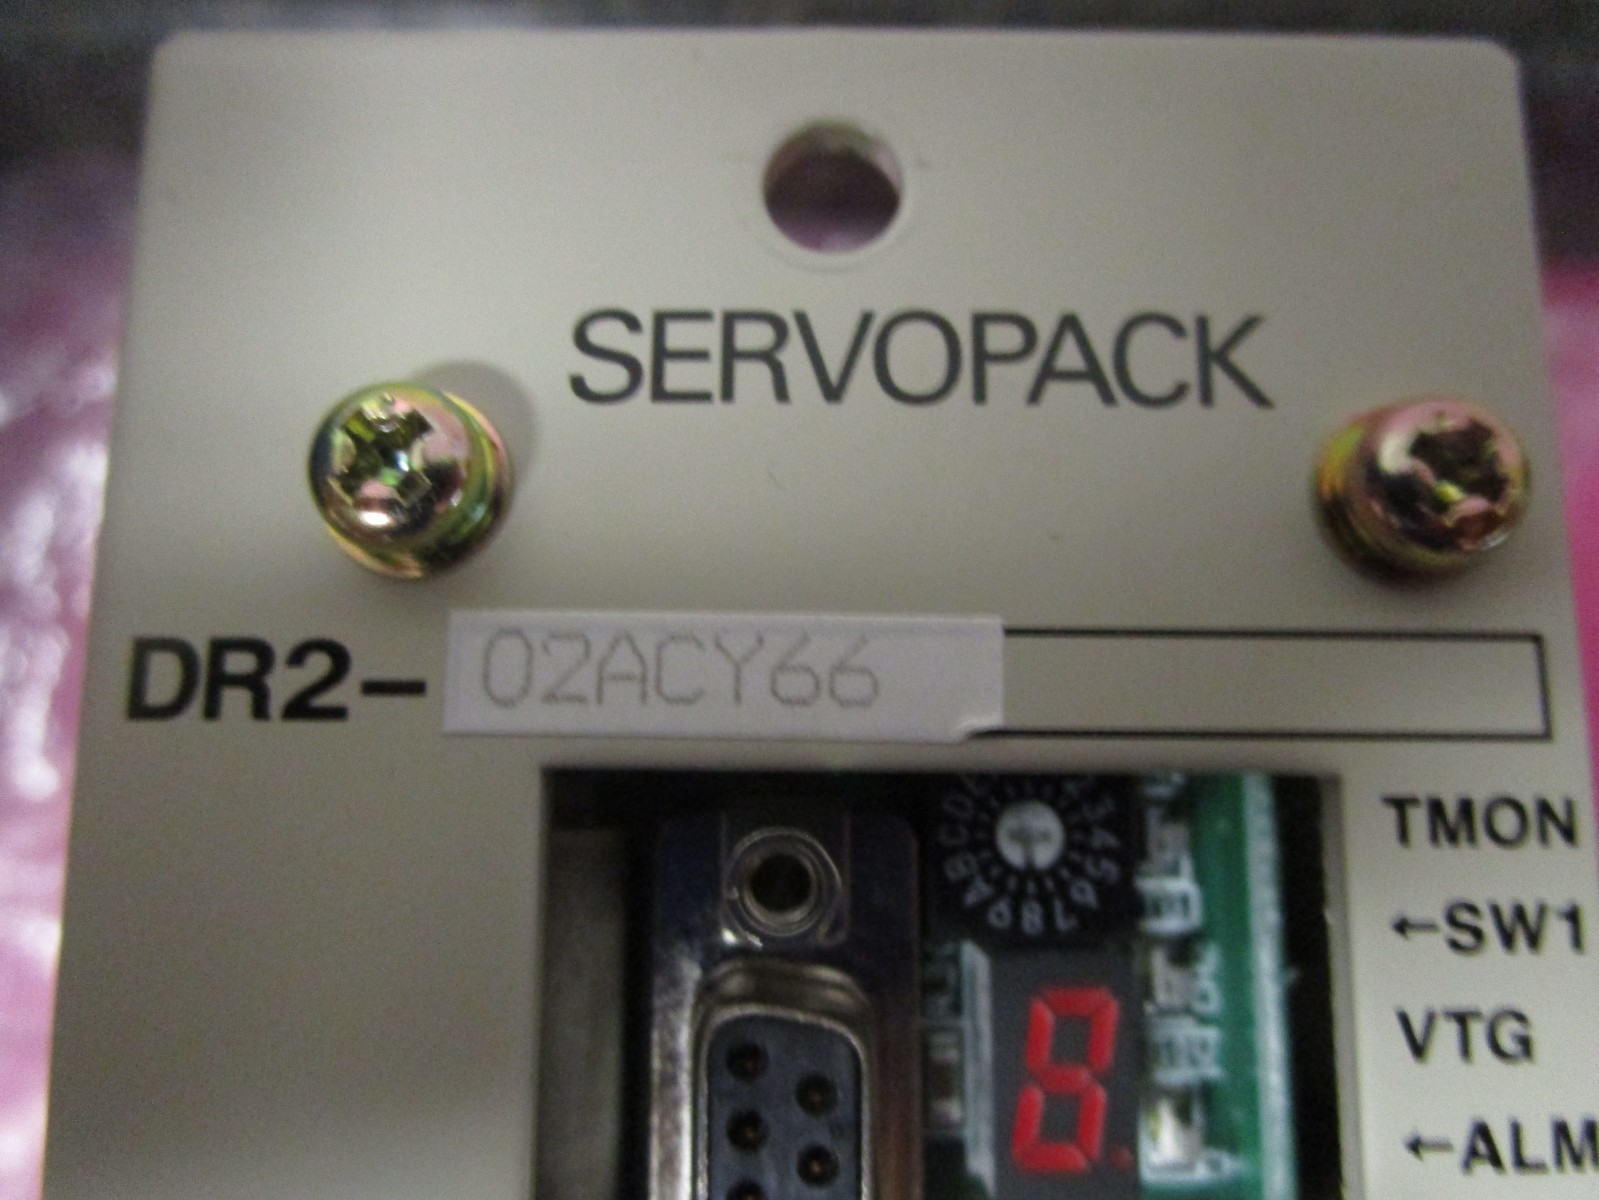 SERVOPACK
DR2-02ACY66
TMON
←SW1
VTG
←ALM